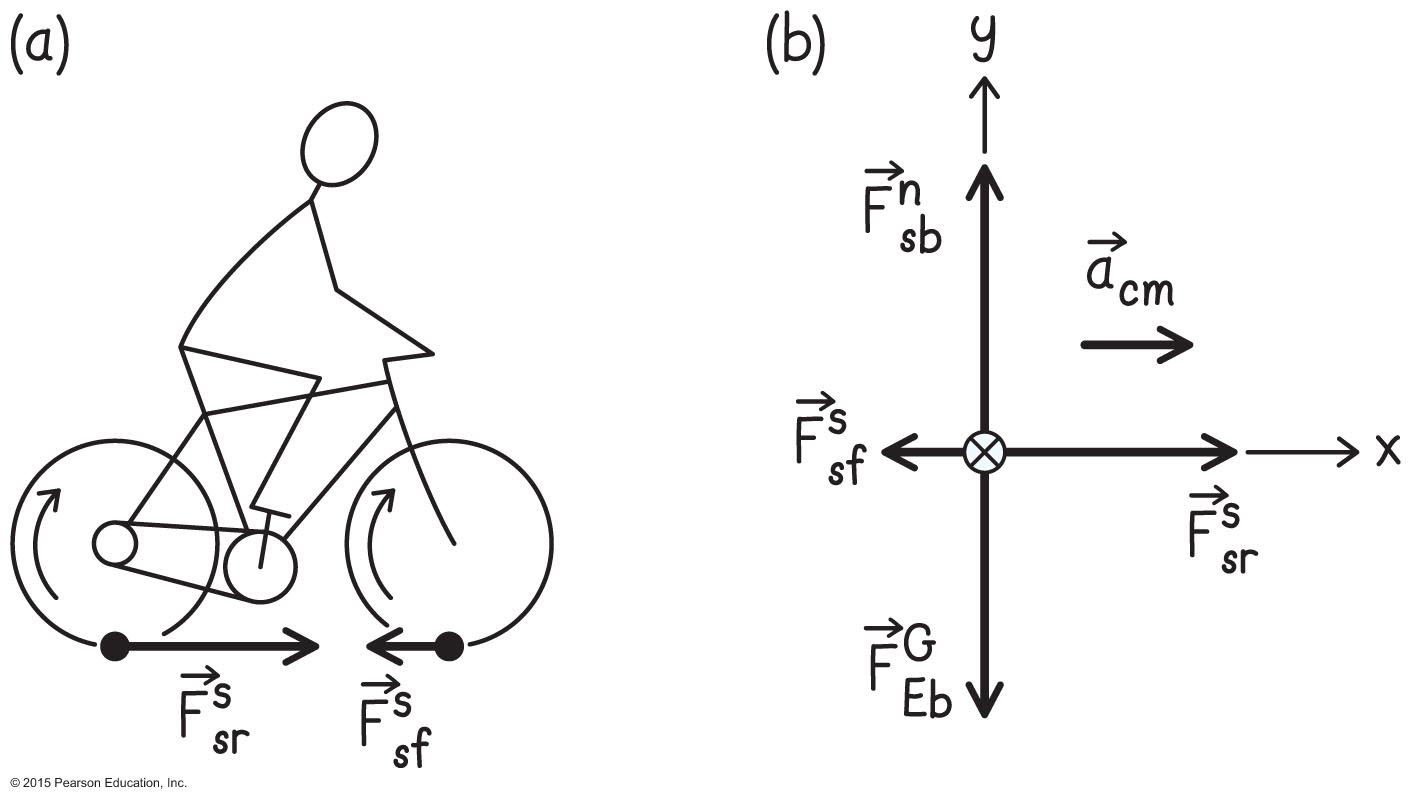 (a)
F⃗ˢ_sr
F⃗ˢ_sf
(b)
y
F⃗ⁿ_sb
a⃗_cm
F⃗ˢ_sf
x
F⃗ˢ_sr
F⃗ᴳ_Eb
© 2015 Pearson Education, Inc.